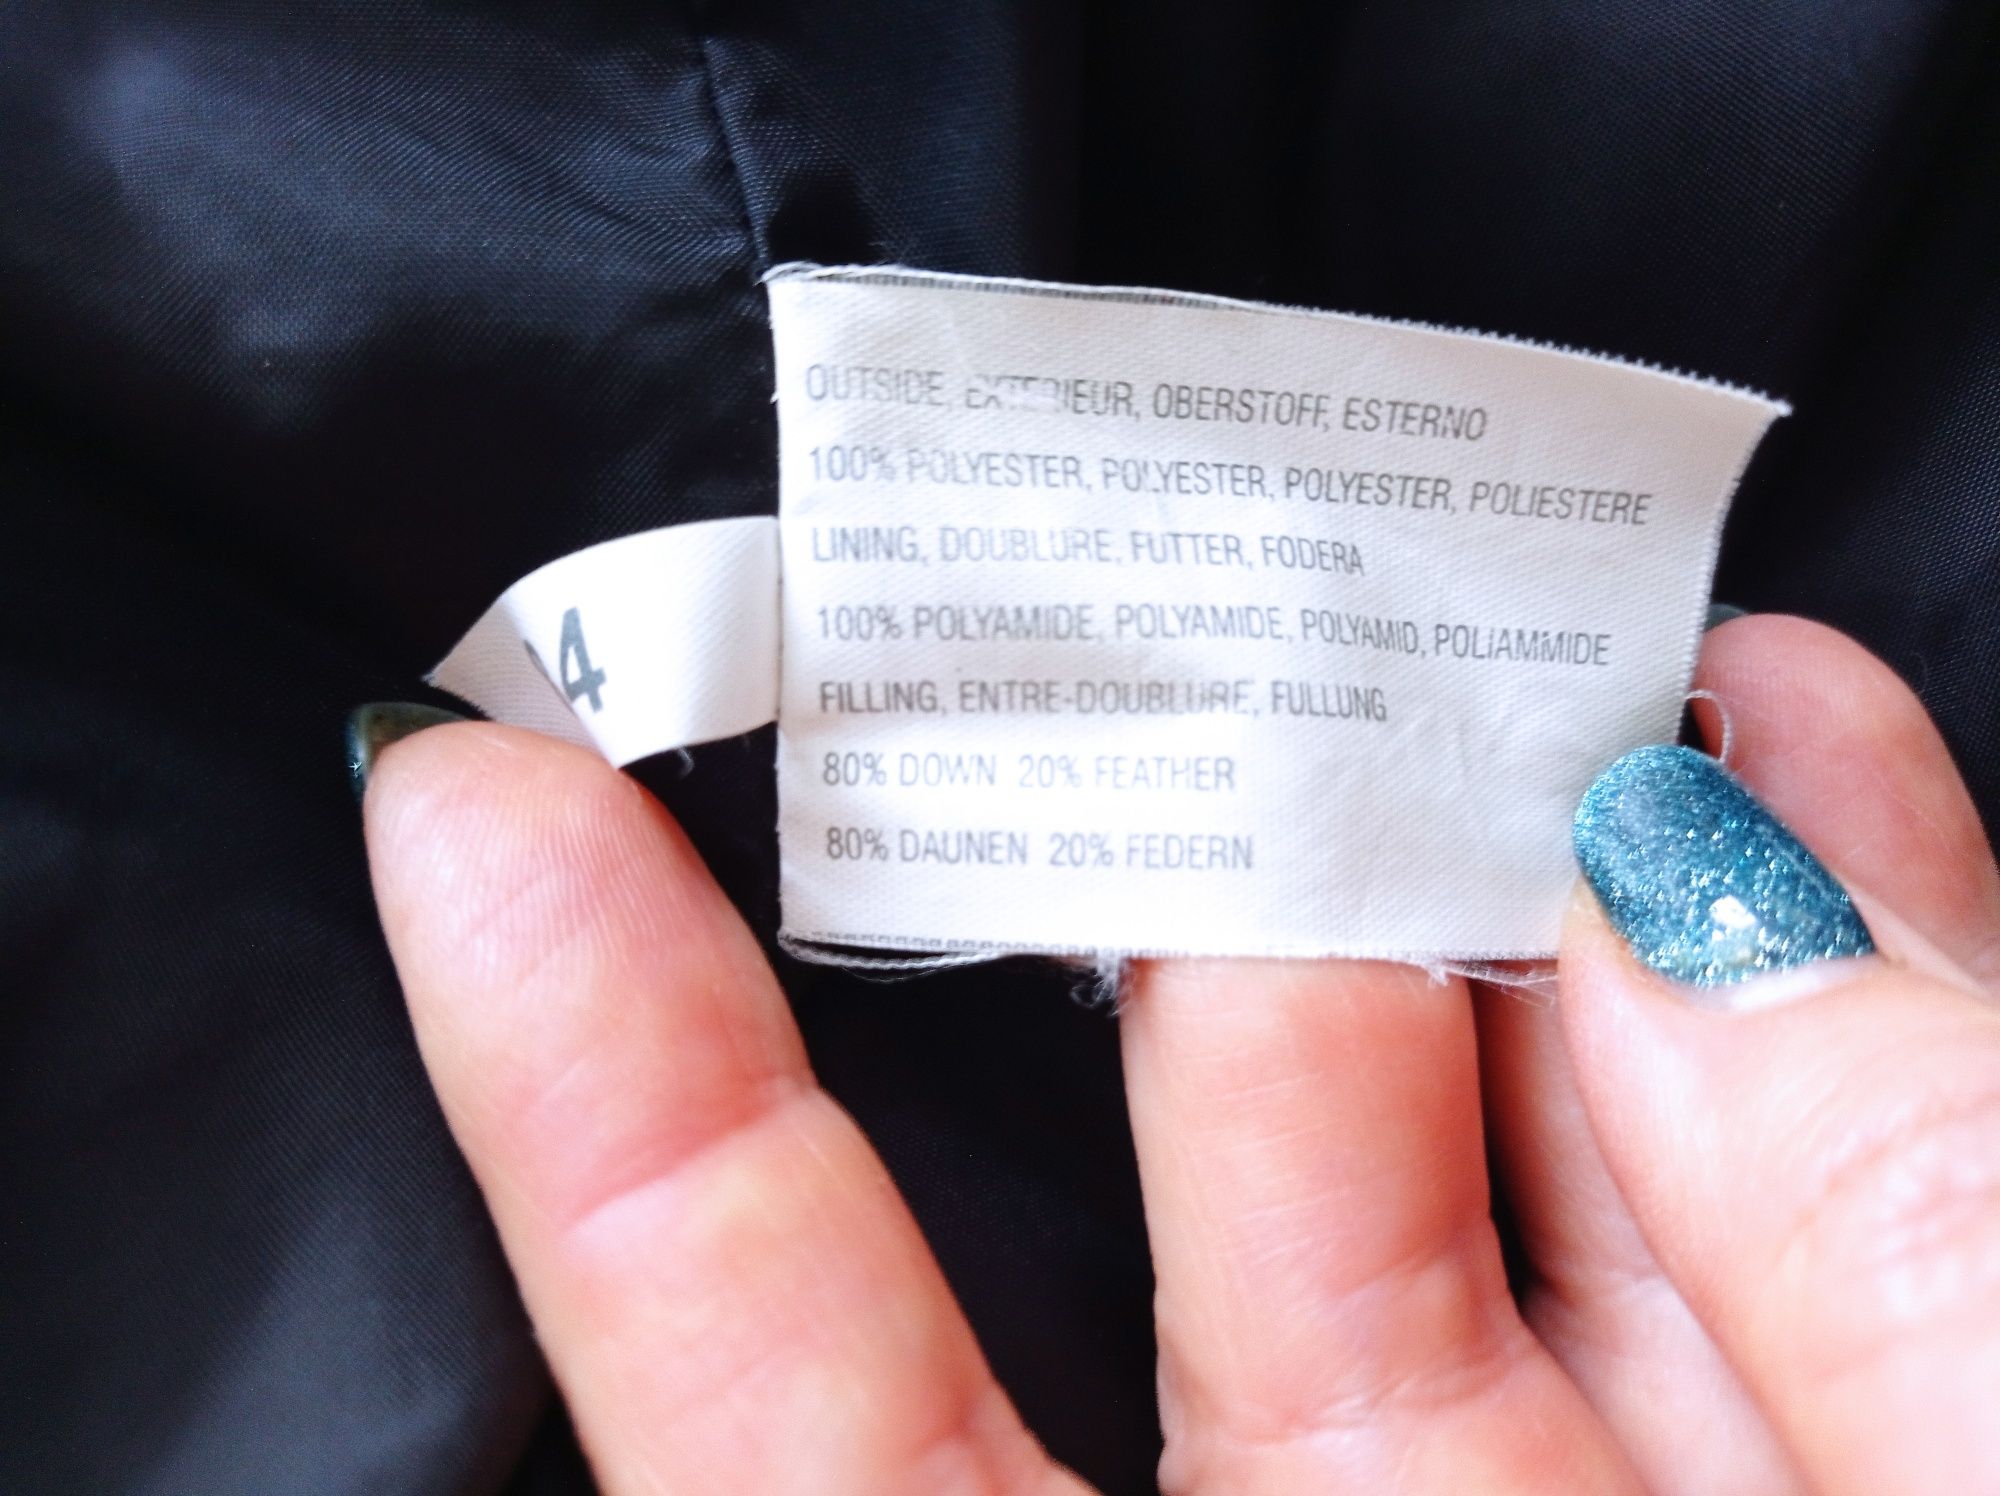 OUTSIDE, EXTERIEUR, OBERSTOFF, ESTERNO
100% POLYESTER, POLYESTER, POLYESTER, POLIESTERE
LINING, DOUBLURE, FUTTER, FODERA
100% POLYAMIDE, POLYAMIDE, POLYAMID, POLIAMMIDE
FILLING, ENTRE-DOUBLURE, FULLUNG
80% DOWN 20% FEATHER
80% DAUNEN 20% FEDERN